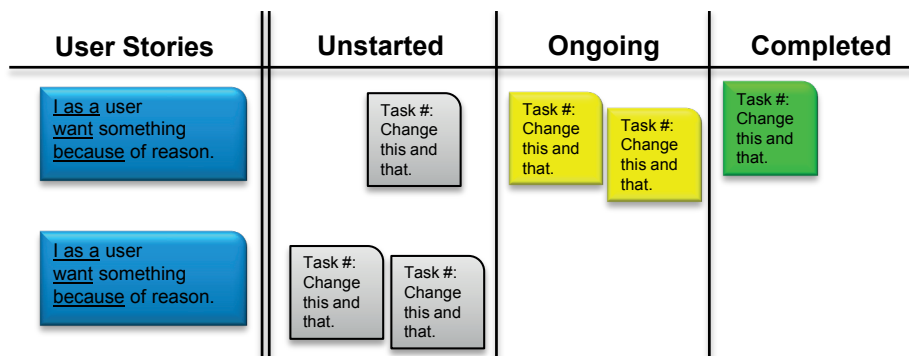 User Stories
Unstarted
Ongoing
Completed
I as a user
want something
because of reason.
Task #:
Change
this and
that.
Task #:
Change
this and
that.
Task #:
Change
this and
that.
Task #:
Change
this and
that.
I as a user
want something
because of reason.
Task #:
Change
this and
that.
Task #:
Change
this and
that.